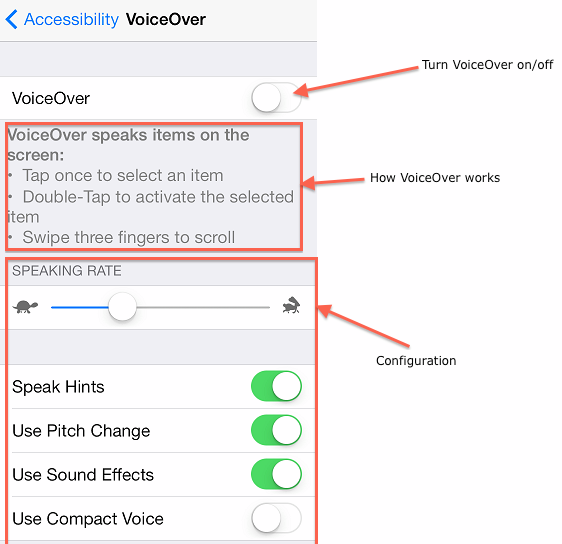 Accessibility VoiceOver
Turn VoiceOver on/off
VoiceOver
VoiceOver speaks items on the
screen:
• Tap once to select an item
• Double-Tap to activate the selected
item
• Swipe three fingers to scroll
How VoiceOver works
SPEAKING RATE
Configuration
Speak Hints
Use Pitch Change
Use Sound Effects
Use Compact Voice